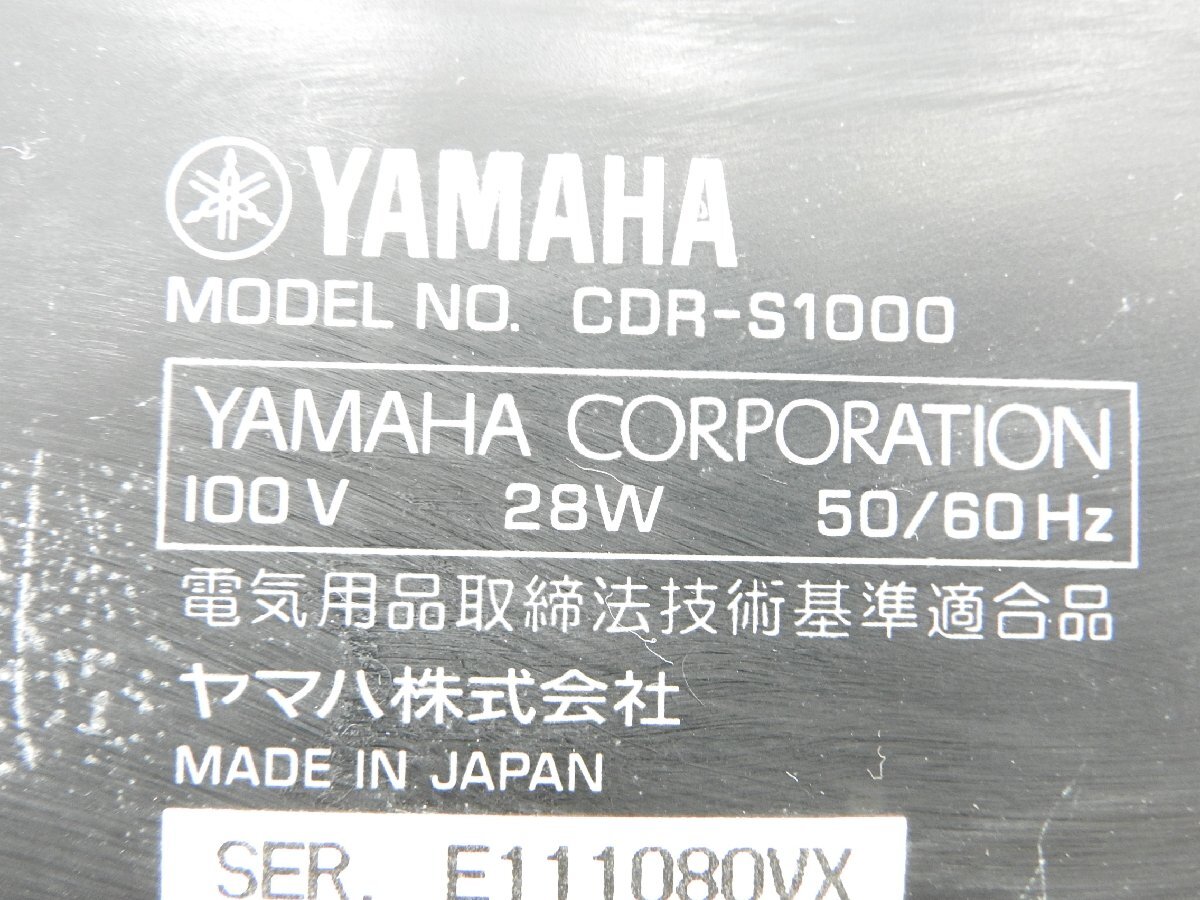 YAMAHA
MODEL NO. CDR-S1000
YAMAHA CORPORATION
100V 28W 50/60Hz
電気用品取締法技術基準適合品
ヤマハ株式会社
MADE IN JAPAN
SER. E111080VX